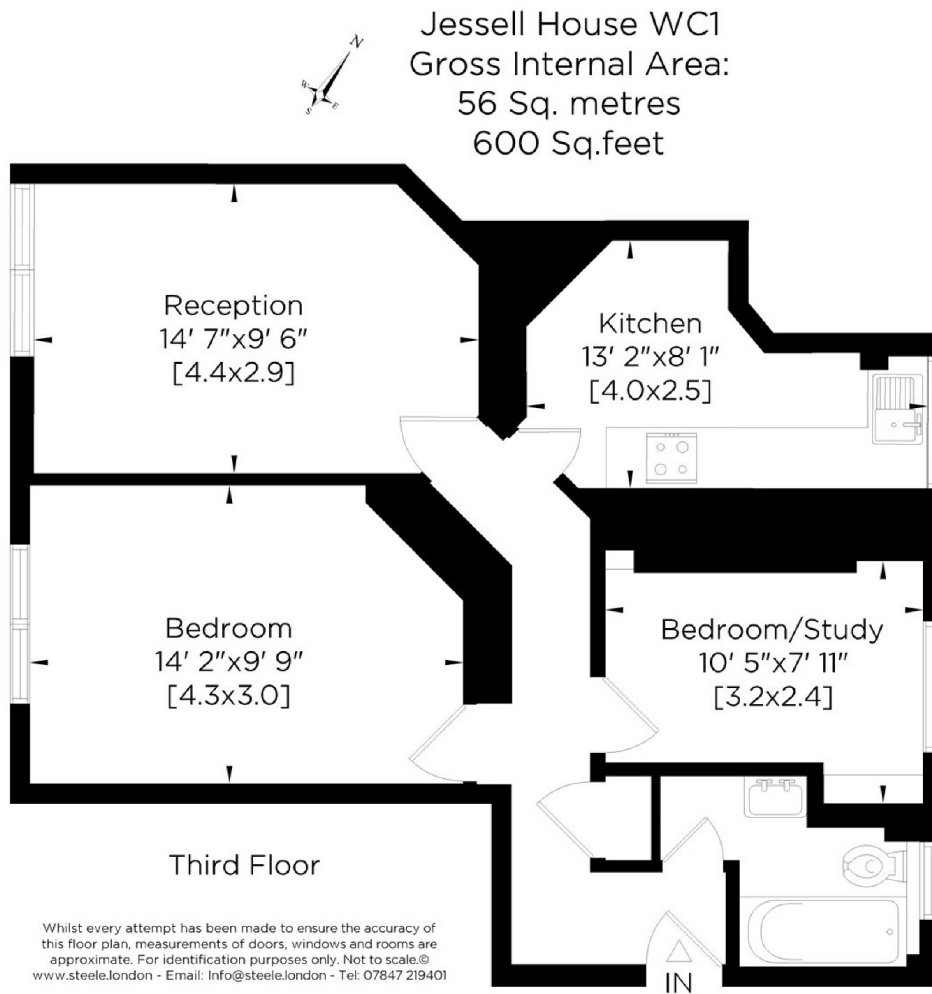 Jessell House WC1
Gross Internal Area:
56 Sq. metres
600 Sq.feet
N
W
E
S
Reception
14' 7"x9' 6"
[4.4x2.9]
Kitchen
13' 2"x8' 1"
[4.0x2.5]
Bedroom
14' 2"x9' 9"
[4.3x3.0]
Bedroom/Study
10' 5"x7' 11"
[3.2x2.4]
Third Floor
IN
Whilst every attempt has been made to ensure the accuracy of
this floor plan, measurements of doors, windows and rooms are
approximate. For identification purposes only. Not to scale.©
www.steele.london - Email: Info@steele.london - Tel: 07847 219401